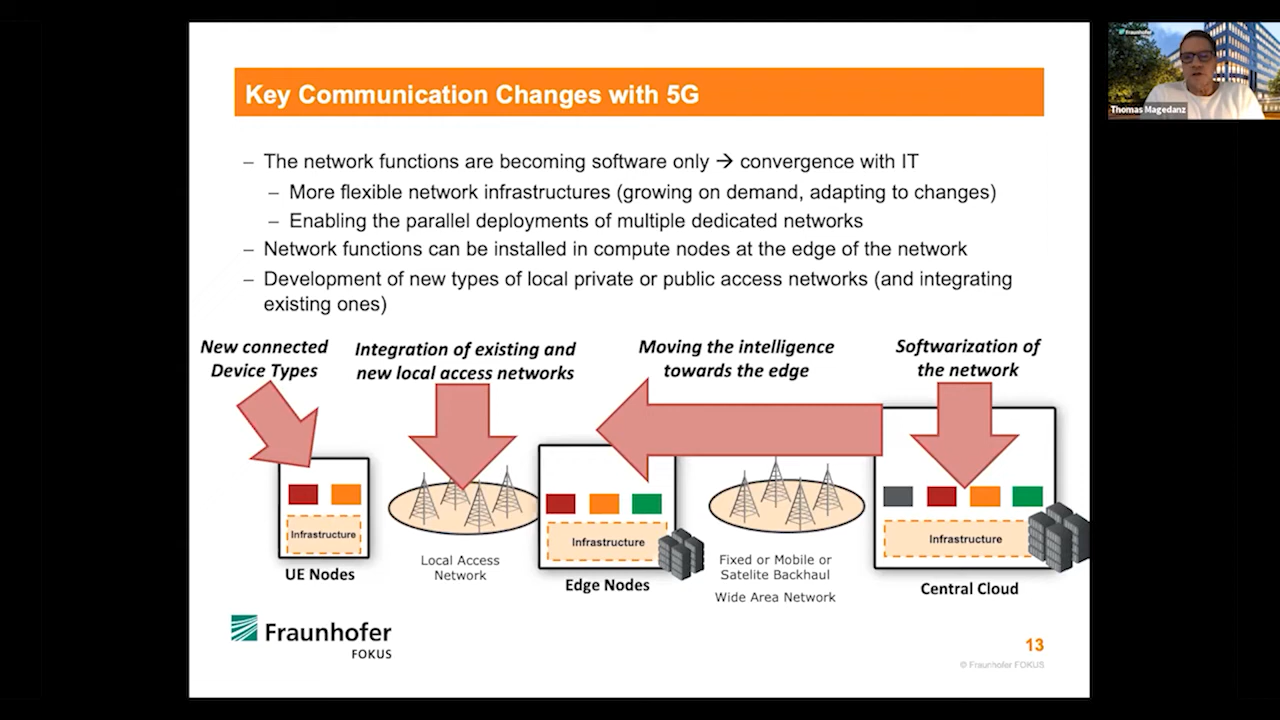 Key Communication Changes with 5G
– The network functions are becoming software only → convergence with IT
– More flexible network infrastructures (growing on demand, adapting to changes)
– Enabling the parallel deployments of multiple dedicated networks
– Network functions can be installed in compute nodes at the edge of the network
– Development of new types of local private or public access networks (and integrating
existing ones)
New connected
Device Types
Integration of existing and
new local access networks
Moving the intelligence
towards the edge
Softwarization of
the network
Infrastructure
UE Nodes
Local Access
Network
Infrastructure
Edge Nodes
Fixed or Mobile or
Satelite Backhaul
Wide Area Network
Infrastructure
Central Cloud
Fraunhofer
FOKUS
13
© Fraunhofer FOKUS
Fraunhofer
Thomas Magedanz